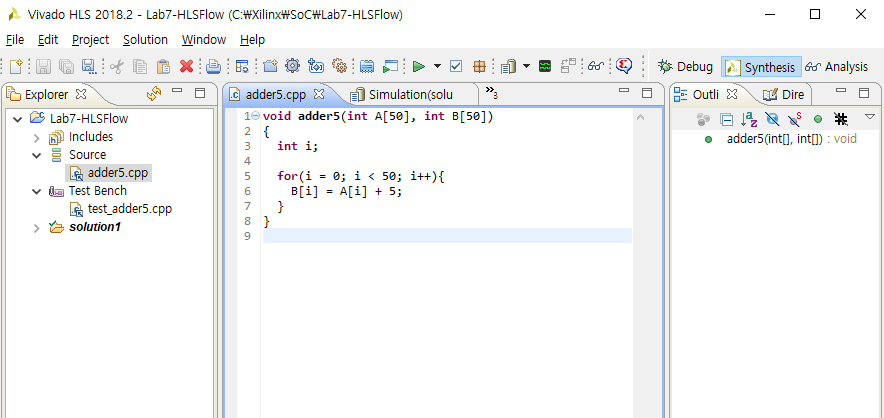 Vivado HLS 2018.2 - Lab7-HLSFlow (C:₩Xilinx₩SoC₩Lab7-HLSFlow)
File Edit Project Solution Window Help
Debug Synthesis Analysis
Explorer
Lab7-HLSFlow
Includes
Source
adder5.cpp
Test Bench
test_adder5.cpp
solution1
adder5.cpp Simulation(solu »3
1 void adder5(int A[50], int B[50])
2 {
3 int i;
4
5 for(i = 0; i < 50; i++){
6 B[i] = A[i] + 5;
7 }
8 }
9
Outli Dire
adder5(int[], int[]) : void